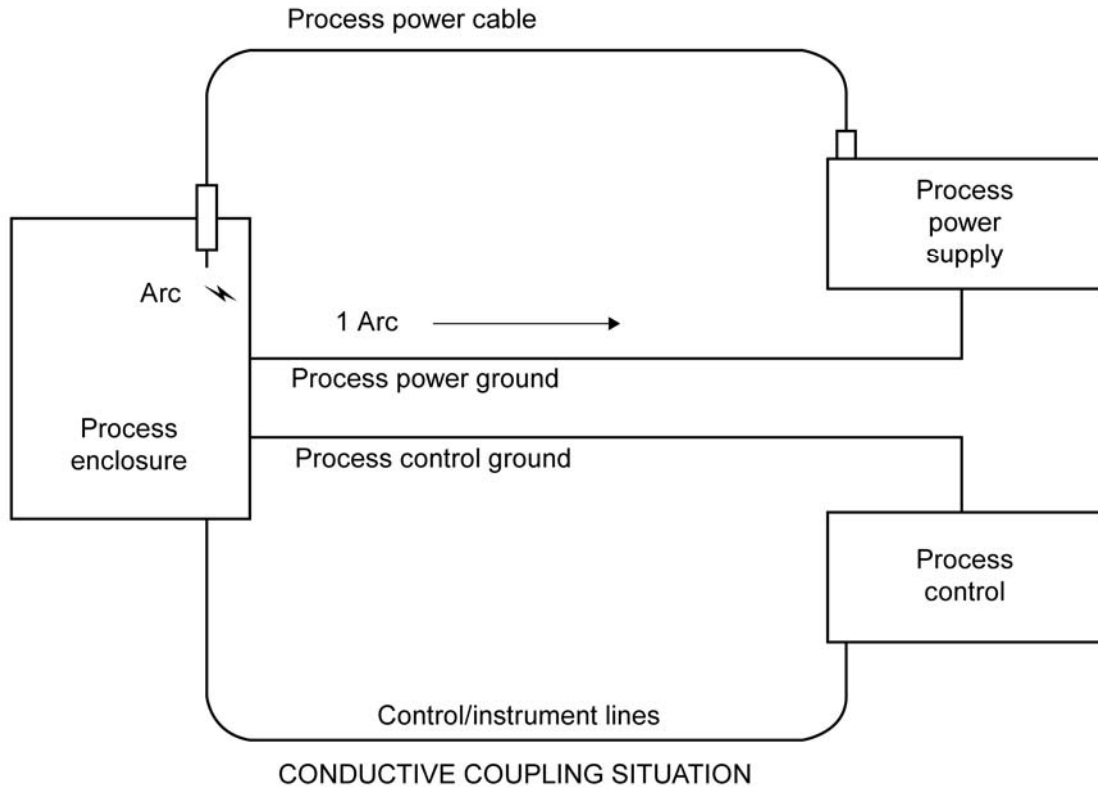 Process power cable
Process
power
supply
Arc
1 Arc
Process power ground
Process
enclosure
Process control ground
Process
control
Control/instrument lines
CONDUCTIVE COUPLING SITUATION